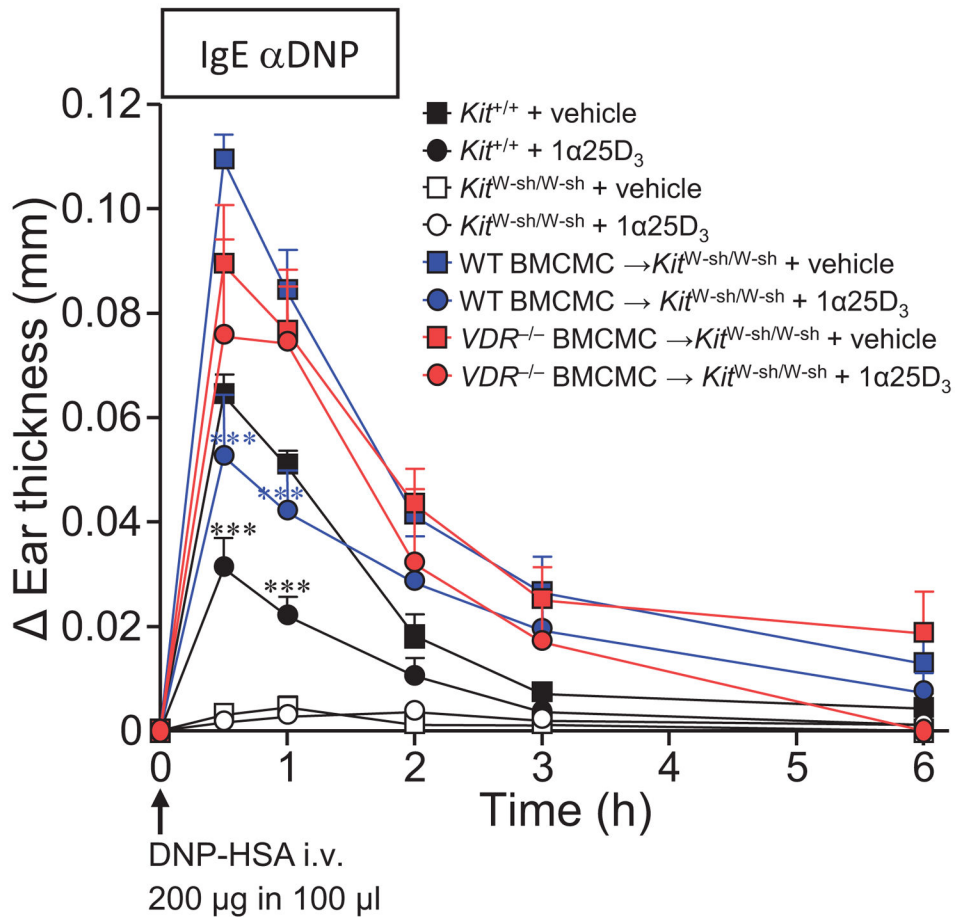 IgE αDNP
Kit+/+ + vehicle
Kit+/+ + 1α25D3
KitW-sh/W-sh + vehicle
KitW-sh/W-sh + 1α25D3
WT BMCMC →KitW-sh/W-sh + vehicle
WT BMCMC → KitW-sh/W-sh + 1α25D3
VDR–/– BMCMC →KitW-sh/W-sh + vehicle
VDR–/– BMCMC → KitW-sh/W-sh + 1α25D3
Δ Ear thickness (mm)
0.12
0.10
0.08
0.06
0.04
0.02
0
***
***
***
***
0 1 2 3 4 5 6
Time (h)
DNP-HSA i.v.
200 µg in 100 µl